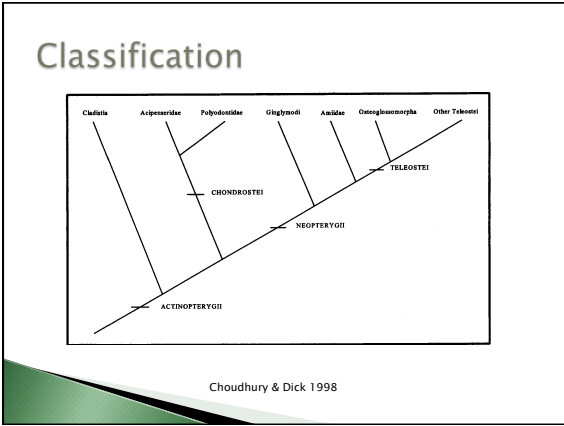 Classification
Cladistia Acipenseridae Polyodontidae Ginglymodi Amiidae Osteoglossomorpha Other Teleostei
TELEOSTEI
CHONDROSTEI
NEOPTERYGII
ACTINOPTERYGII
Choudhury & Dick 1998